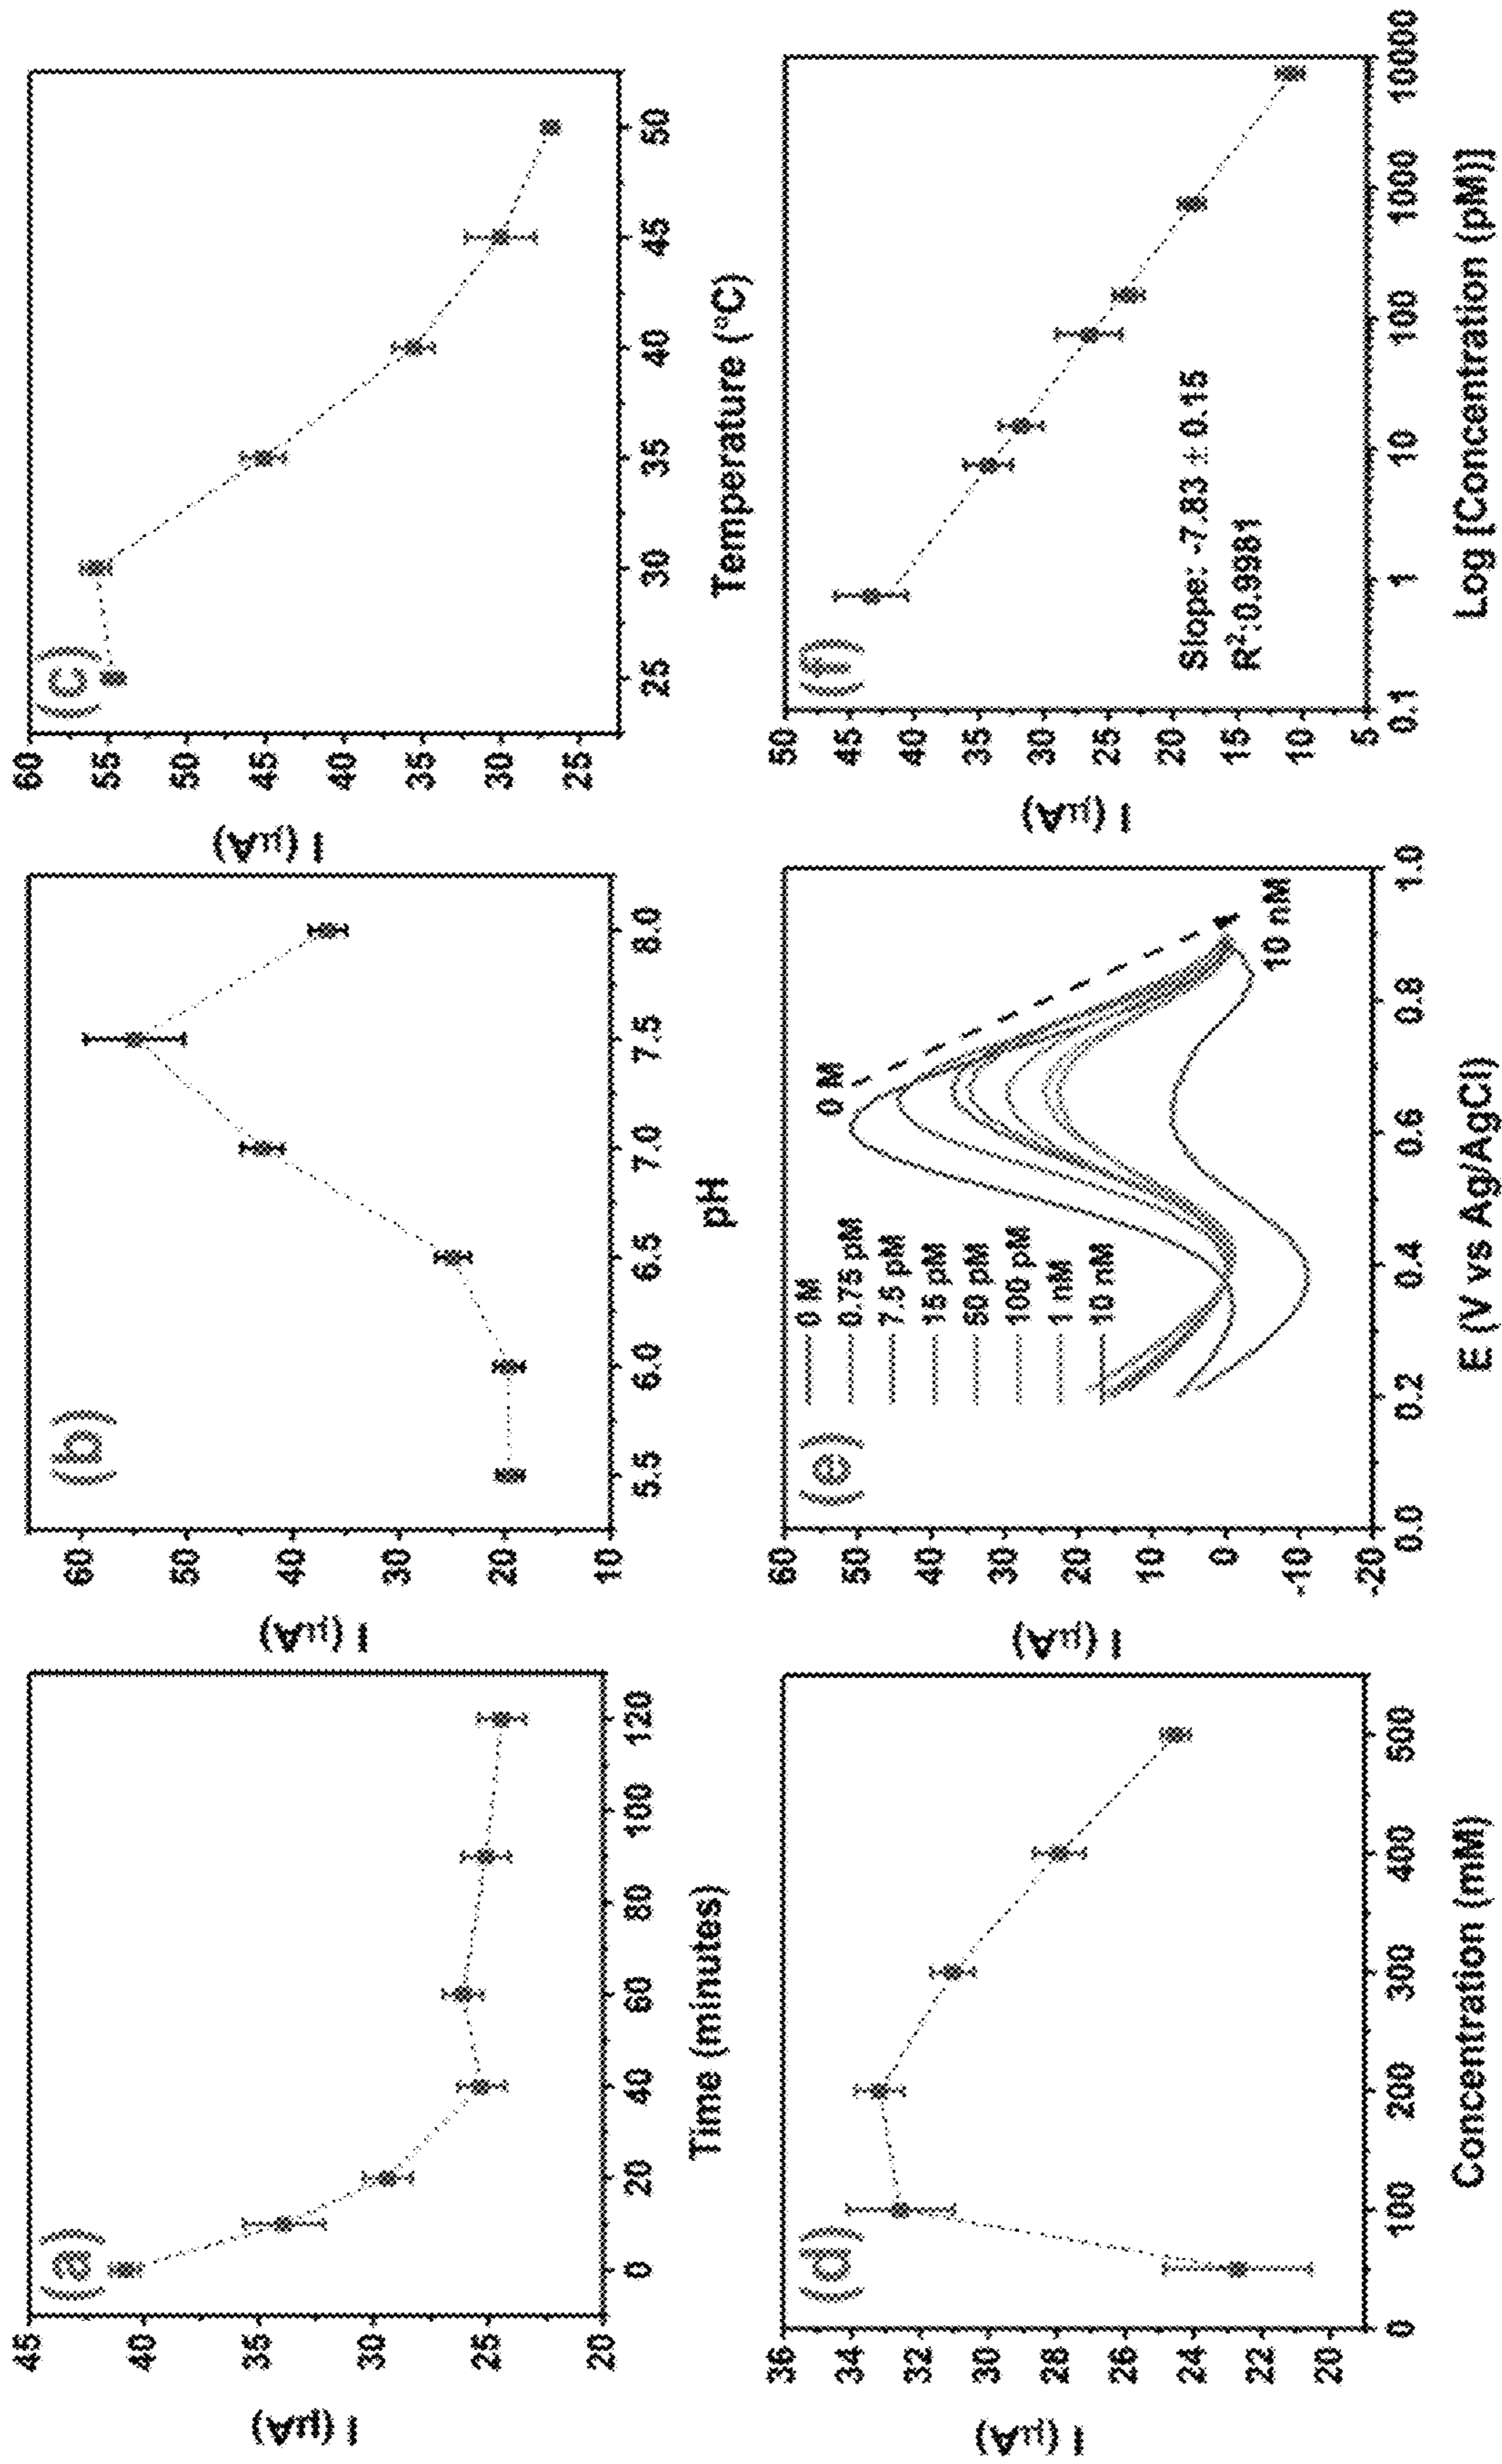 (a)
45
40
35
30
25
20
I (µA)
0 20 40 60 80 100 120
Time (minutes)
(b)
60
50
40
30
20
10
I (µA)
5.5 6.0 6.5 7.0 7.5 8.0
pH
(c)
60
55
50
45
40
35
30
25
I (µA)
25 30 35 40 45 50
Temperature (°C)
(d)
36
34
32
30
28
26
24
22
20
I (µA)
0 100 200 300 400 500
Concentration (mM)
(e)
60
50
40
30
20
10
0
-10
-20
I (µA)
0 M
0.75 pM
7.5 pM
15 pM
50 pM
100 pM
1 nM
10 nM
0 M
10 nM
0.0 0.2 0.4 0.6 0.8 1.0
E (V vs Ag/AgCl)
(f)
50
45
40
35
30
25
20
15
10
5
I (µA)
Slope: -7.83 ± 0.15
R²:0.9981
0.1 1 10 100 1000 10000
Log [Concentration (pM)]